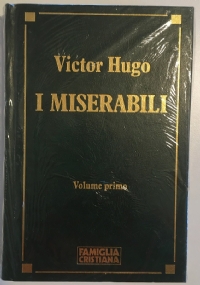 Victor Hugo
I MISERABILI
Volume primo
FAMIGLIA
CRISTIANA